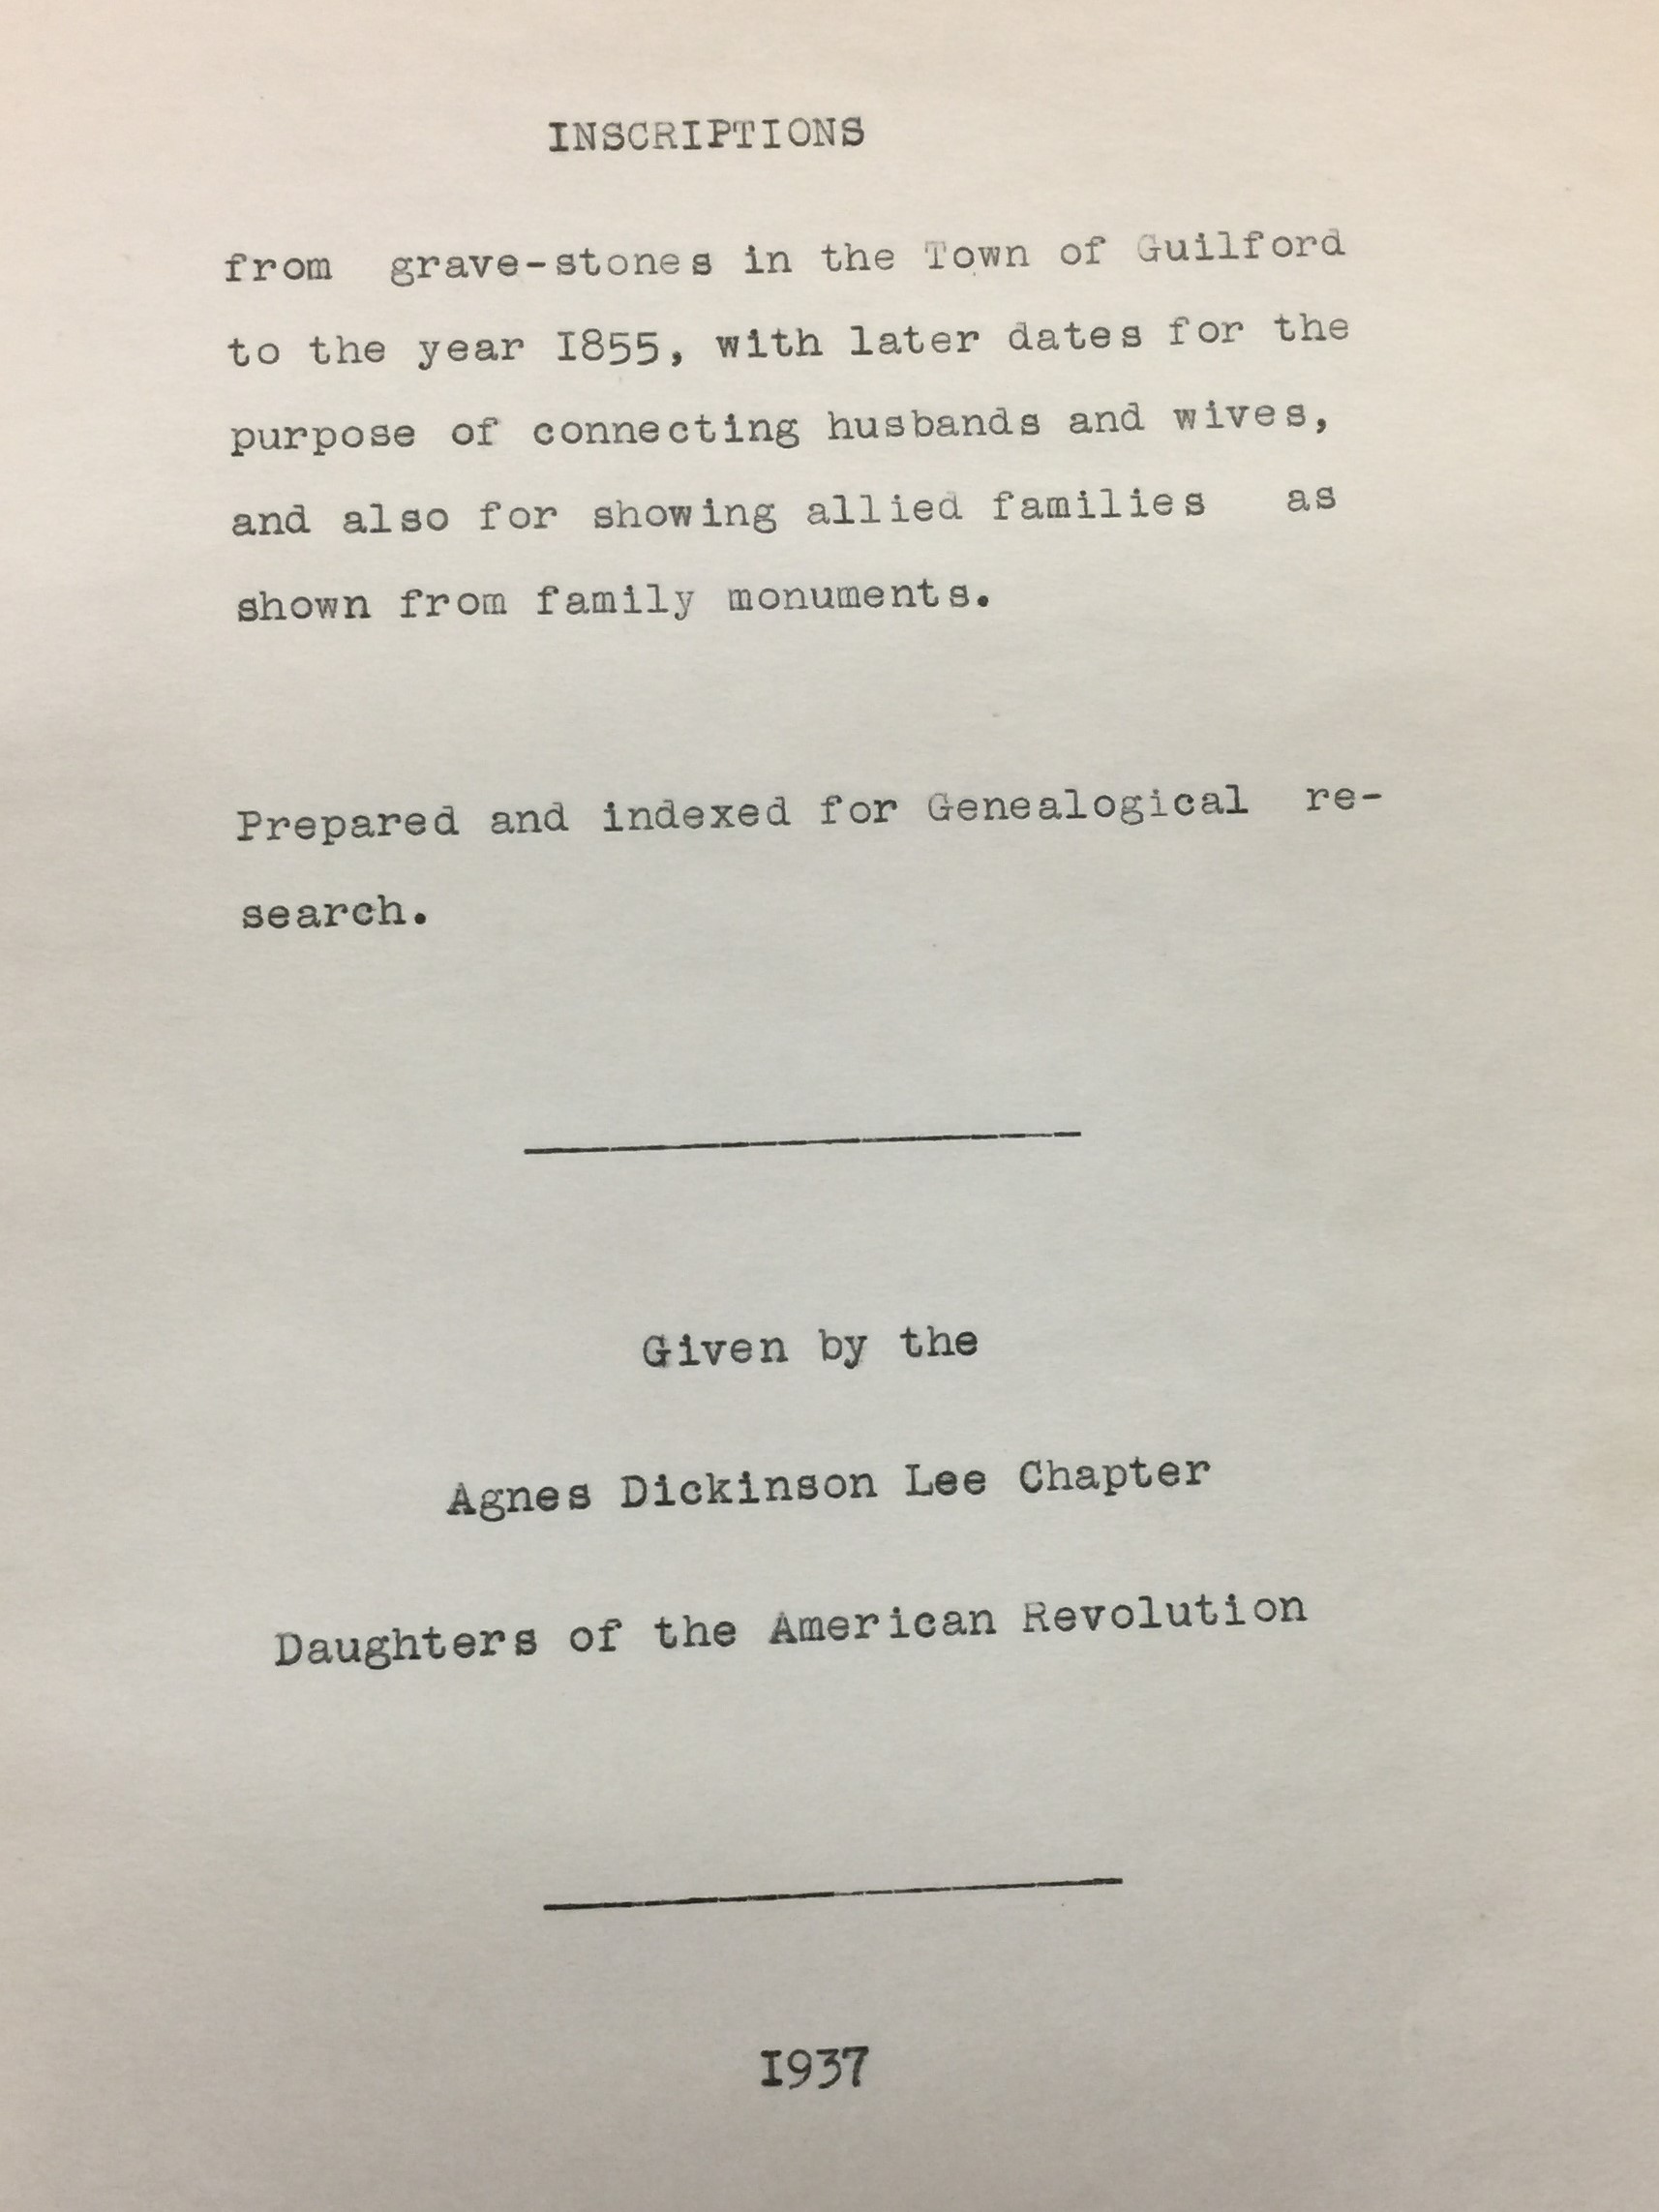 INSCRIPTIONS
from grave-stones in the Town of Guilford
to the year I855, with later dates for the
purpose of connecting husbands and wives,
and also for showing allied families as
shown from family monuments.
Prepared and indexed for Genealogical re-
search.
Given by the
Agnes Dickinson Lee Chapter
Daughters of the American Revolution
I937